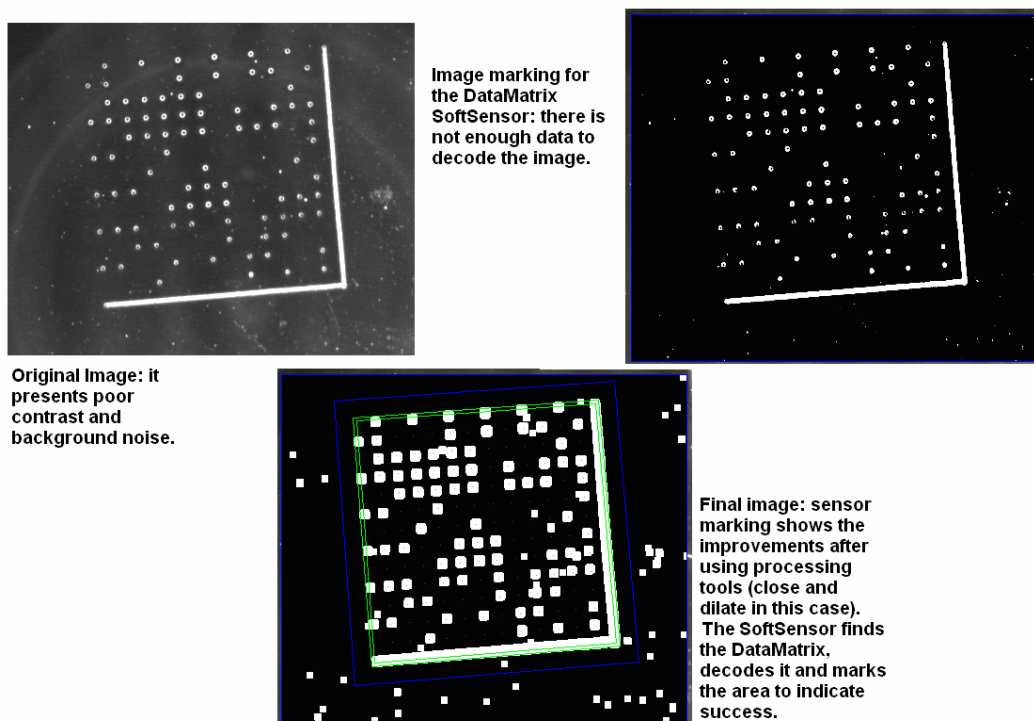 Image marking for
the DataMatrix
SoftSensor: there is
not enough data to
decode the image.
Original Image: it
presents poor
contrast and
background noise.
Final image: sensor
marking shows the
improvements after
using processing
tools (close and
dilate in this case).
The SoftSensor finds
the DataMatrix,
decodes it and marks
the area to indicate
success.